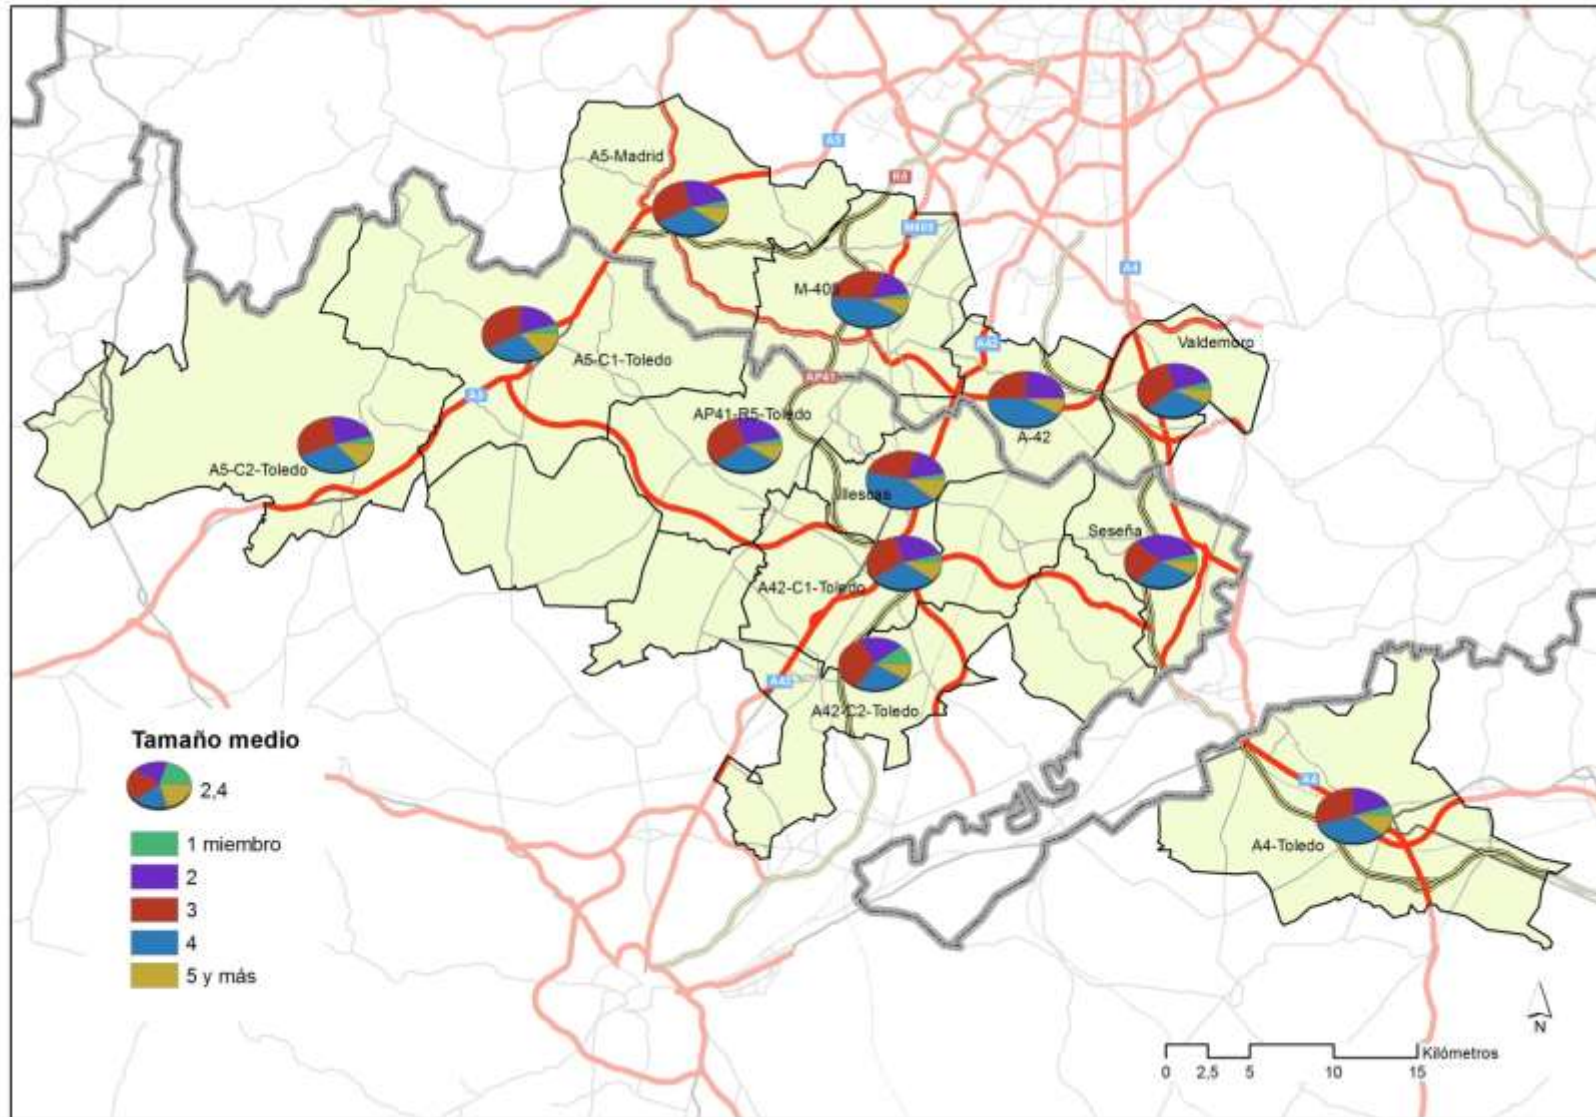 A5
A5-Madrid
R5
M405
A4
M-405
A42
Valdemoro
A5-C1-Toledo
AP41
A5
AP41-R5-Toledo
A-42
A5-C2-Toledo
Illescas
Seseña
A42-C1-Toledo
A42
A42-C2-Toledo
Tamaño medio
2,4
1 miembro
2
3
4
5 y más
A4
A4-Toledo
N
Kilómetros
0 2,5 5 10 15